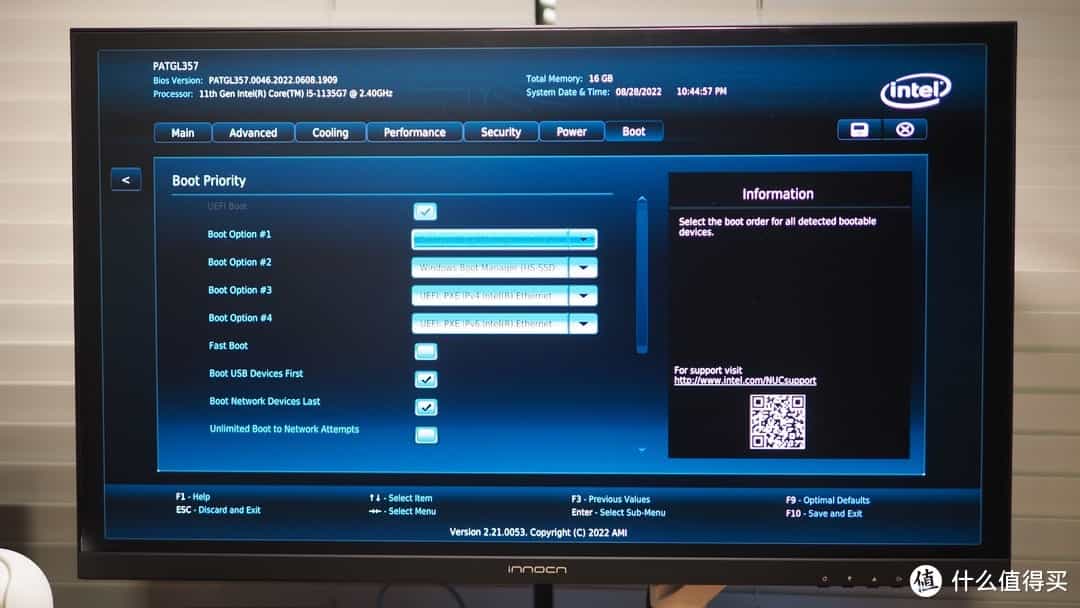 PATGL357
Bios Version: PATGL357.0046.2022.0608.1909
Processor: 11th Gen Intel(R) Core(TM) i5-1135G7 @ 2.40GHz
Total Memory: 16 GB
System Date & Time: 08/28/2022 10:44:57 PM
intel
Main
Advanced
Cooling
Performance
Security
Power
Boot
<
Boot Priority
UEFI Boot
Boot Option #1
Boot Option #2 Windows Boot Manager (HS-SSD
Boot Option #3 UEFI: PXE IPv4 Intel(R) Ethernet
Boot Option #4 UEFI: PXE IPv6 Intel(R) Ethernet
Fast Boot
Boot USB Devices First
Boot Network Devices Last
Unlimited Boot to Network Attempts
Information
Select the boot order for all detected bootable
devices.
For support visit
http://www.intel.com/NUCsupport
F1 - Help
ESC - Discard and Exit
↑↓ - Select Item
→← - Select Menu
F3 - Previous Values
Enter - Select Sub-Menu
F9 - Optimal Defaults
F10 - Save and Exit
Version 2.21.0053. Copyright (C) 2022 AMI
INNOCN
值 什么值得买